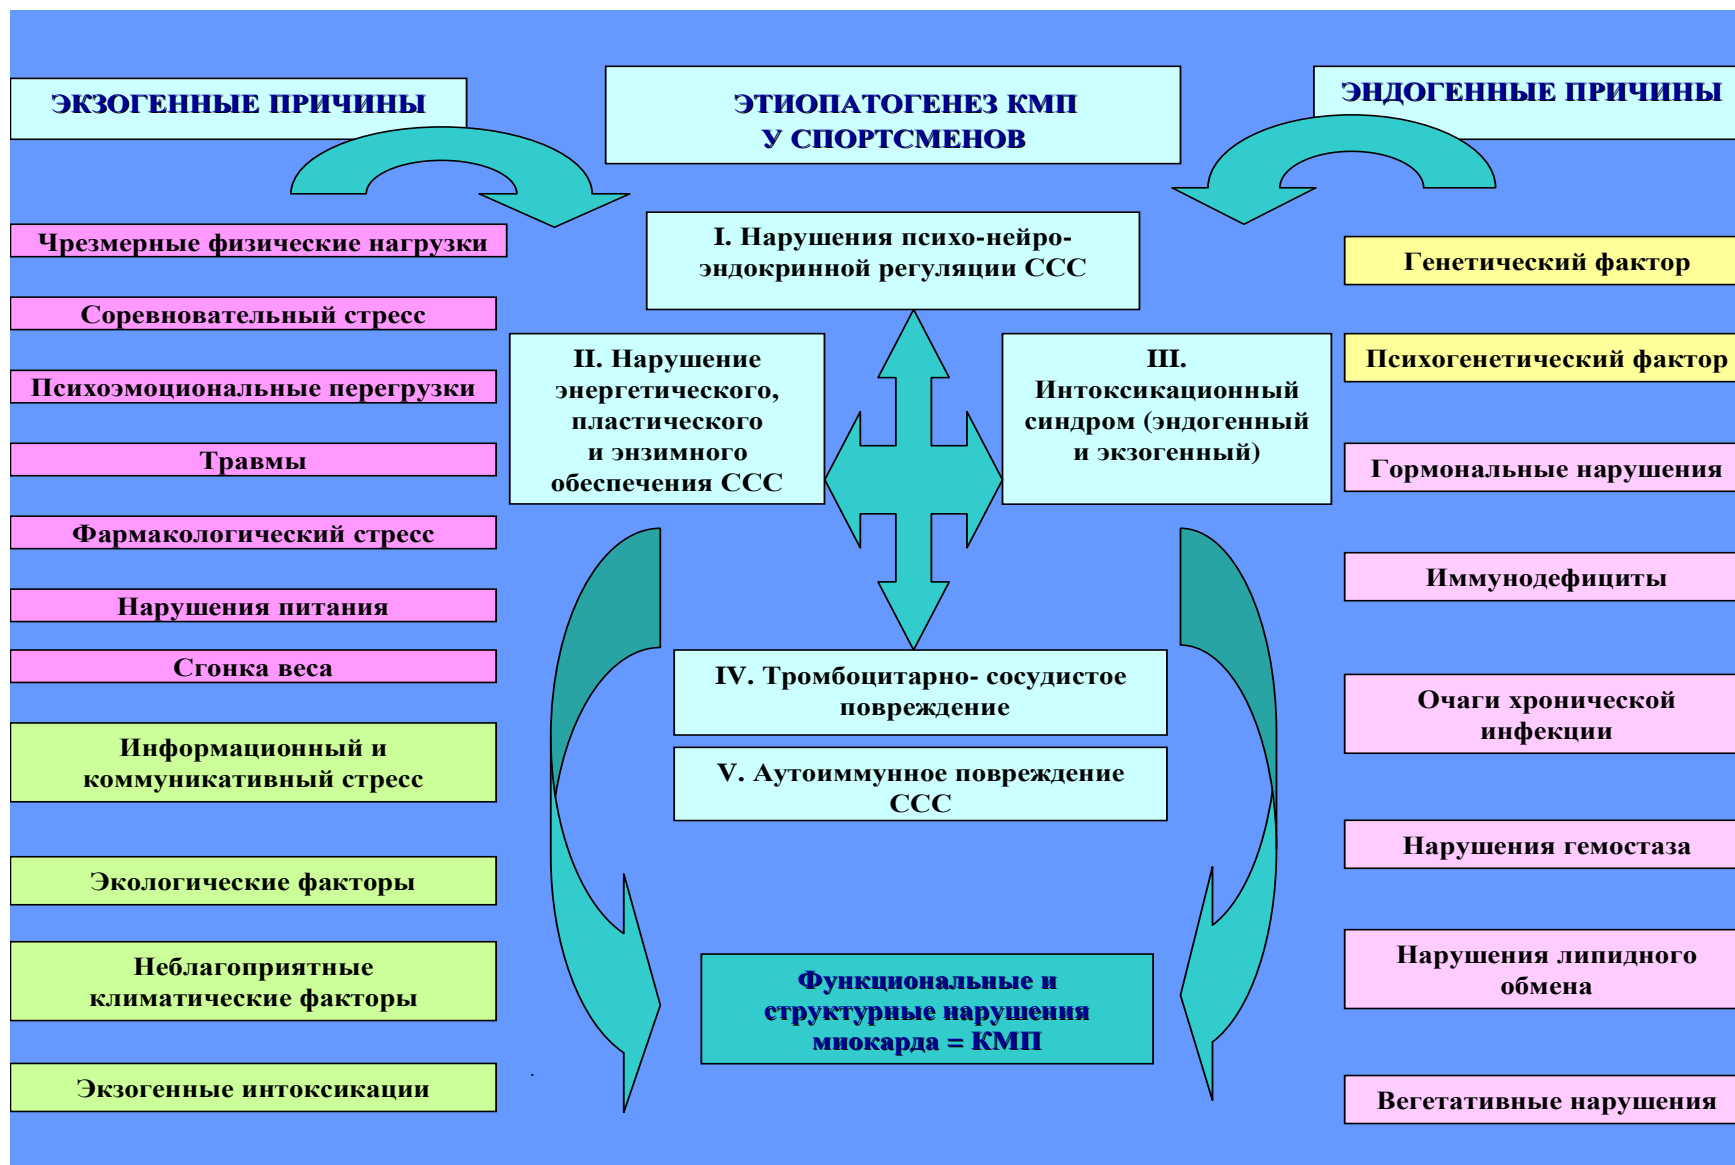 ЭКЗОГЕННЫЕ ПРИЧИНЫ
ЭТИОПАТОГЕНЕЗ КМП
У СПОРТСМЕНОВ
ЭНДОГЕННЫЕ ПРИЧИНЫ
Чрезмерные физические нагрузки
Соревновательный стресс
Психоэмоциональные перегрузки
Травмы
Фармакологический стресс
Нарушения питания
Сгонка веса
Информационный и
коммуникативный стресс
Экологические факторы
Неблагоприятные
климатические факторы
Экзогенные интоксикации
I. Нарушения психо-нейро-
эндокринной регуляции ССС
II. Нарушение
энергетического,
пластического
и энзимного
обеспечения ССС
III.
Интоксикационный
синдром (эндогенный
и экзогенный)
IV. Тромбоцитарно- сосудистое
повреждение
V. Аутоиммунное повреждение
ССС
Функциональные и
структурные нарушения
миокарда = КМП
Генетический фактор
Психогенетический фактор
Гормональные нарушения
Иммунодефициты
Очаги хронической
инфекции
Нарушения гемостаза
Нарушения липидного
обмена
Вегетативные нарушения